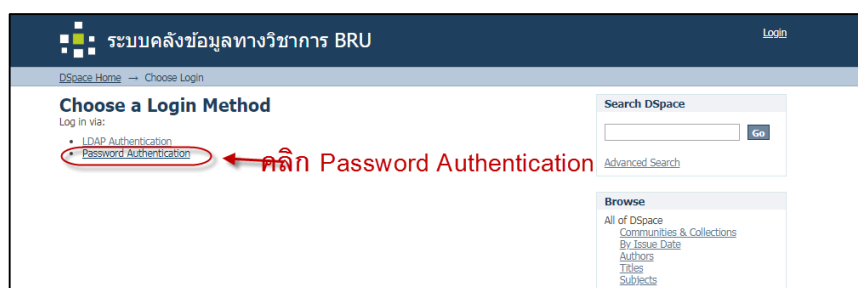 ระบบคลังข้อมูลทางวิชาการ BRU
Login
DSpace Home → Choose Login
Choose a Login Method
Log in via:
• LDAP Authentication
• Password Authentication
คลิก Password Authentication
Search DSpace
Go
Advanced Search
Browse
All of DSpace
Communities & Collections
By Issue Date
Authors
Titles
Subjects